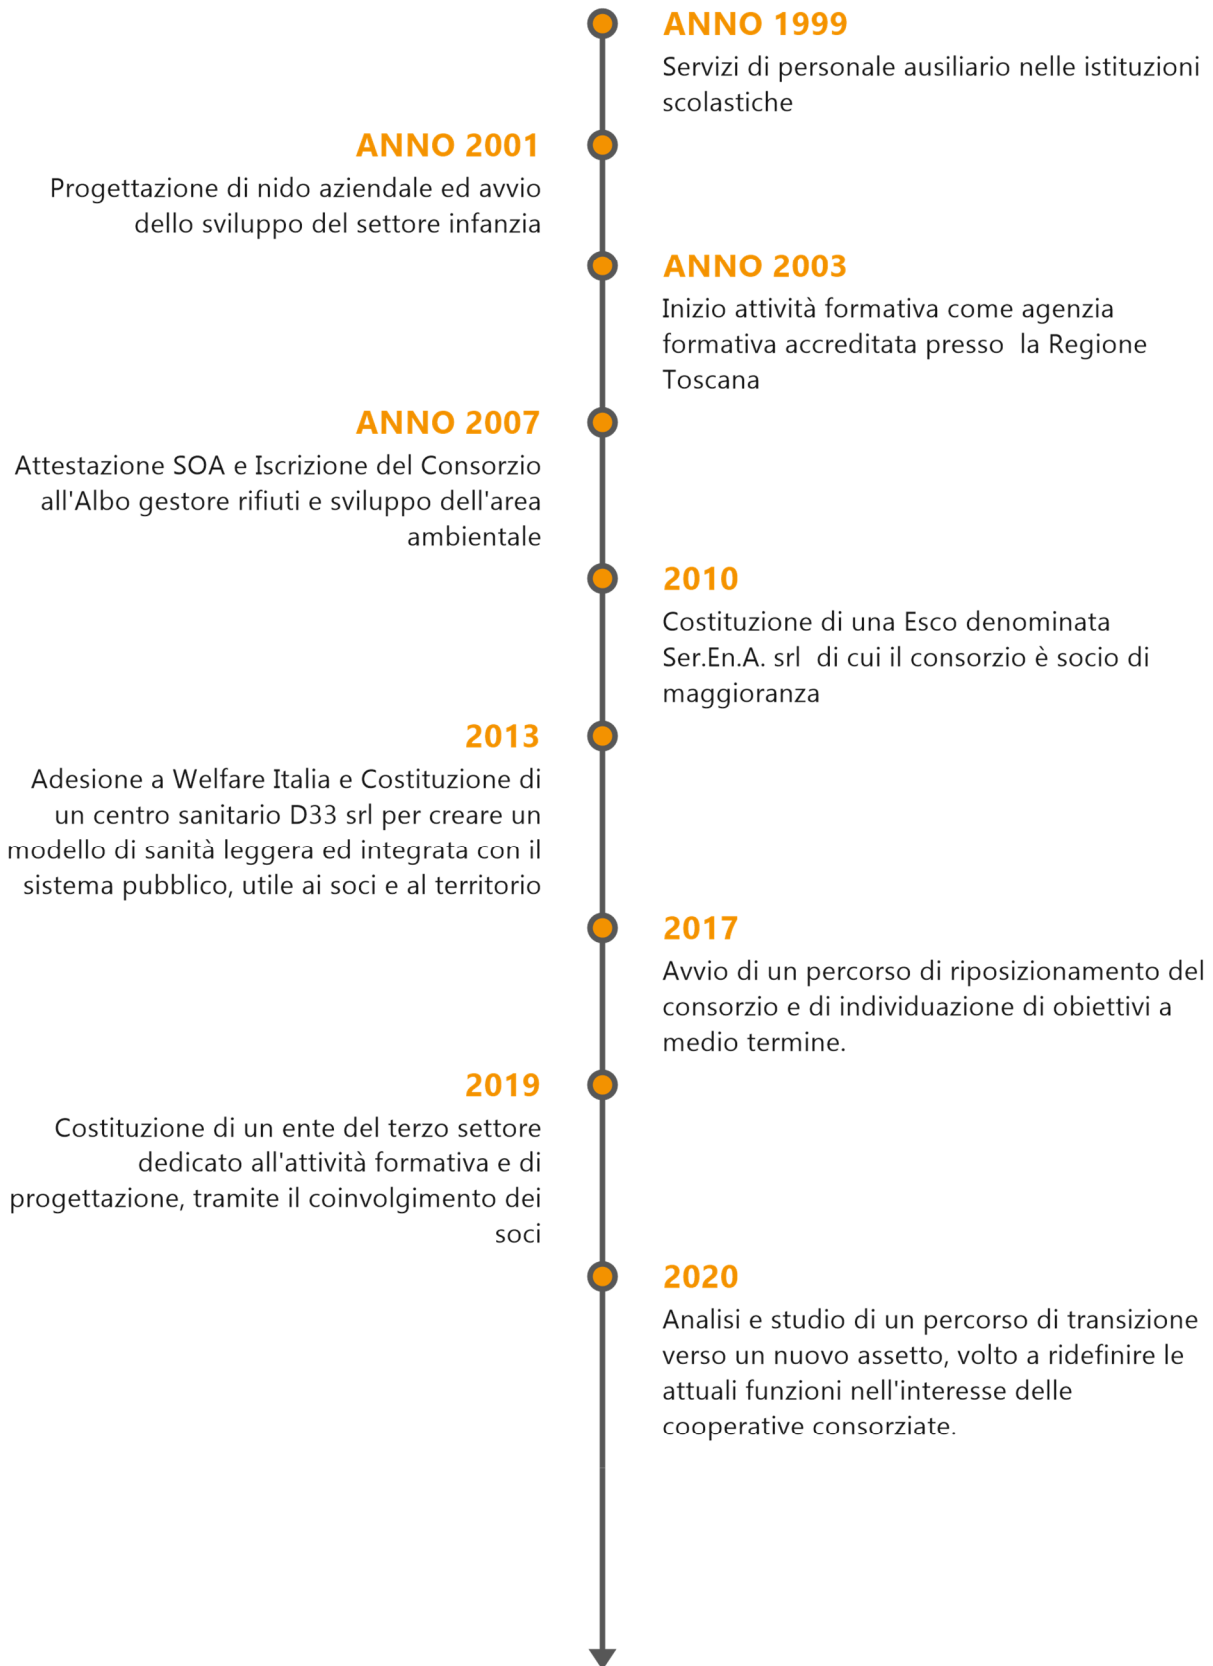 ANNO 1999
Servizi di personale ausiliario nelle istituzioni
scolastiche
ANNO 2001
Progettazione di nido aziendale ed avvio
dello sviluppo del settore infanzia
ANNO 2003
Inizio attività formativa come agenzia
formativa accreditata presso  la Regione
Toscana
ANNO 2007
Attestazione SOA e Iscrizione del Consorzio
all'Albo gestore rifiuti e sviluppo dell'area
ambientale
2010
Costituzione di una Esco denominata
Ser.En.A. srl  di cui il consorzio è socio di
maggioranza
2013
Adesione a Welfare Italia e Costituzione di
un centro sanitario D33 srl per creare un
modello di sanità leggera ed integrata con il
sistema pubblico, utile ai soci e al territorio
2017
Avvio di un percorso di riposizionamento del
consorzio e di individuazione di obiettivi a
medio termine.
2019
Costituzione di un ente del terzo settore
dedicato all'attività formativa e di
progettazione, tramite il coinvolgimento dei
soci
2020
Analisi e studio di un percorso di transizione
verso un nuovo assetto, volto a ridefinire le
attuali funzioni nell'interesse delle
cooperative consorziate.